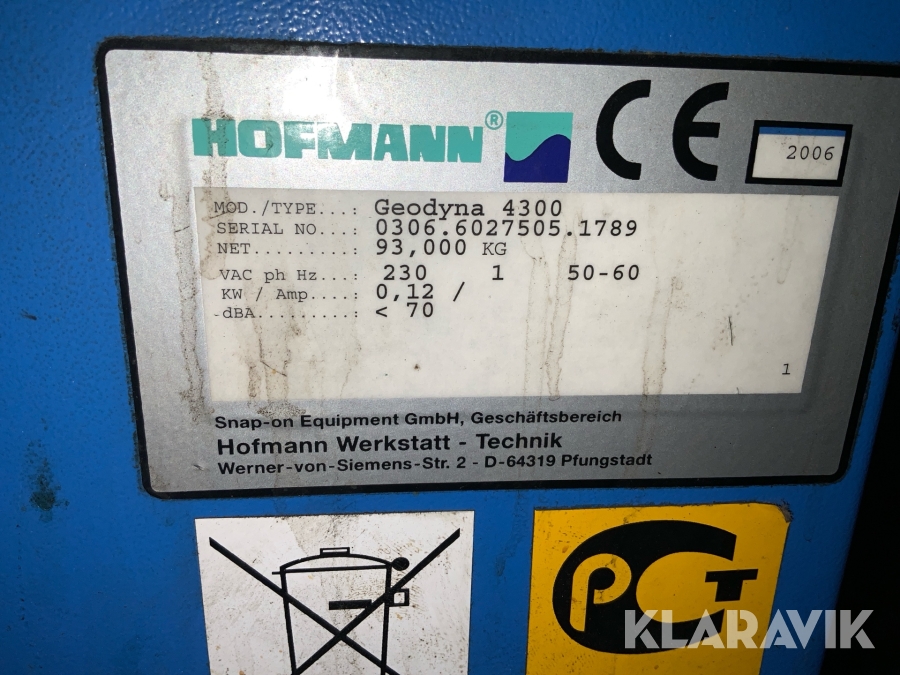 HOFMANN®
CE
2006
MOD./TYPE...: Geodyna 4300
SERIAL NO...: 0306.6027505.1789
NET.........: 93,000 KG
VAC ph Hz...: 230 1 50-60
KW / Amp....: 0,12 /
-dBA.........: < 70
1
Snap-on Equipment GmbH, Geschäftsbereich
Hofmann Werkstatt - Technik
Werner-von-Siemens-Str. 2 - D-64319 Pfungstadt
PCT
KLARAVIK